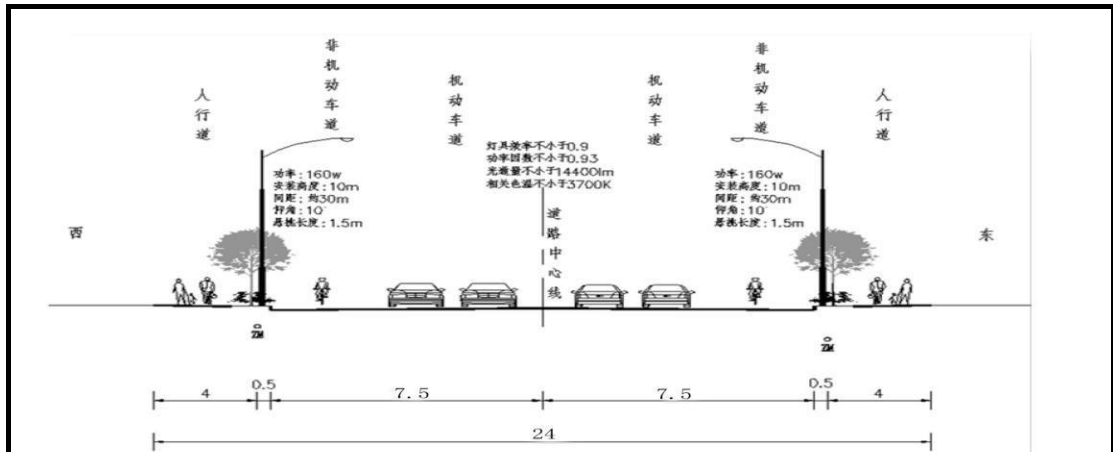 人行道
非机动车道
机动车道
机动车道
非机动车道
人行道
灯具效率不小于0.9
功率因数不小于0.93
光通量不小于14400lm
相关色温不小于3700K
功率:160w
安装高度:10m
间距:约30m
仰角:10°
悬挑长度:1.5m
功率:160w
安装高度:10m
间距:约30m
仰角:10°
悬挑长度:1.5m
西
道路中心线
东
ZM
ZM
4
0.5
7.5
7.5
0.5
4
24